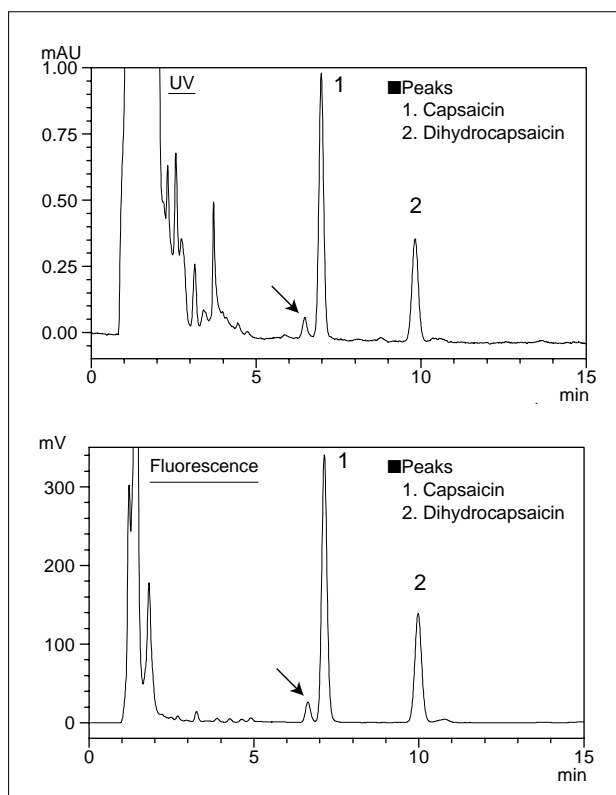 mAU
1.00
0.75
0.50
0.25
0.00
UV
1
2
■Peaks
1. Capsaicin
2. Dihydrocapsaicin
0 5 10 15
min
mV
300
200
100
0
Fluorescence
1
2
■Peaks
1. Capsaicin
2. Dihydrocapsaicin
0 5 10 15
min